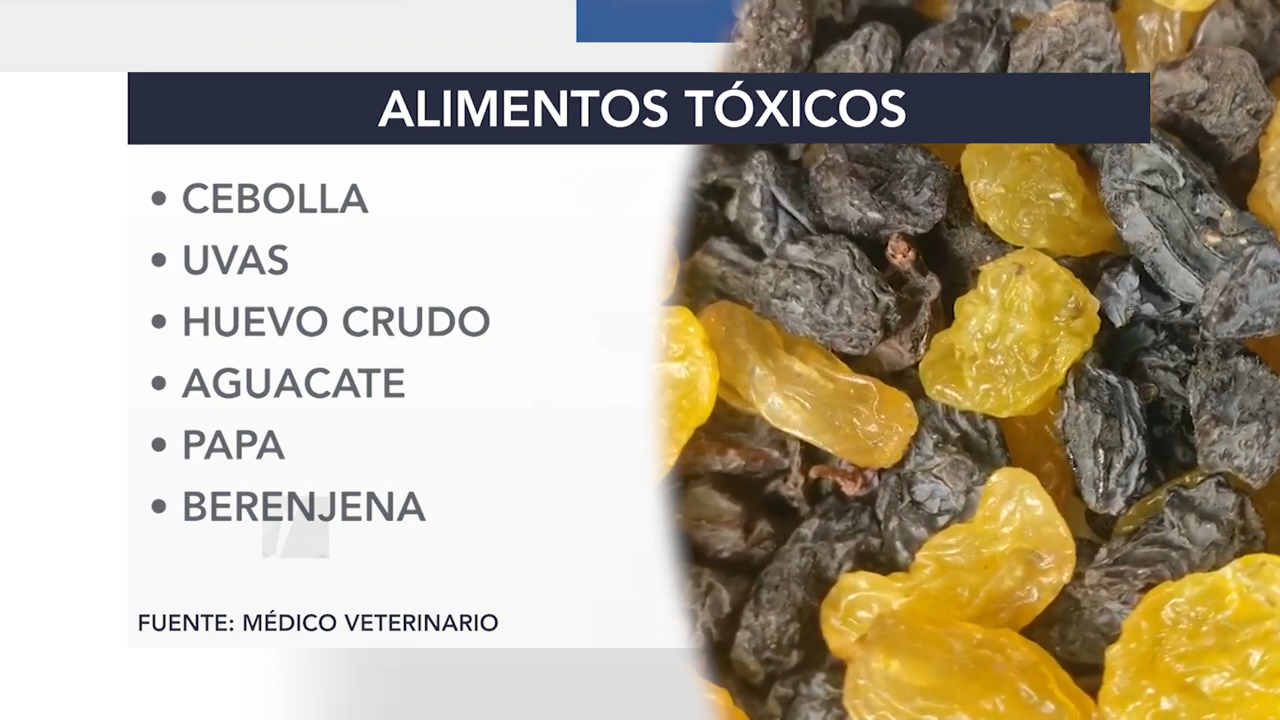 ALIMENTOS TÓXICOS
• CEBOLLA
• UVAS
• HUEVO CRUDO
• AGUACATE
• PAPA
• BERENJENA
FUENTE: MÉDICO VETERINARIO